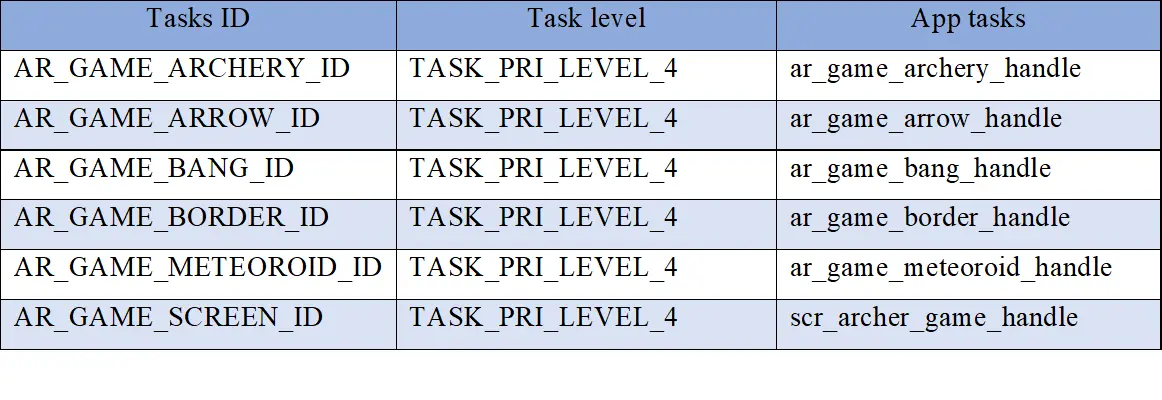 Tasks ID Task level App tasks
AR_GAME_ARCHERY_ID TASK_PRI_LEVEL_4 ar_game_archery_handle
AR_GAME_ARROW_ID TASK_PRI_LEVEL_4 ar_game_arrow_handle
AR_GAME_BANG_ID TASK_PRI_LEVEL_4 ar_game_bang_handle
AR_GAME_BORDER_ID TASK_PRI_LEVEL_4 ar_game_border_handle
AR_GAME_METEOROID_ID TASK_PRI_LEVEL_4 ar_game_meteoroid_handle
AR_GAME_SCREEN_ID TASK_PRI_LEVEL_4 scr_archer_game_handle